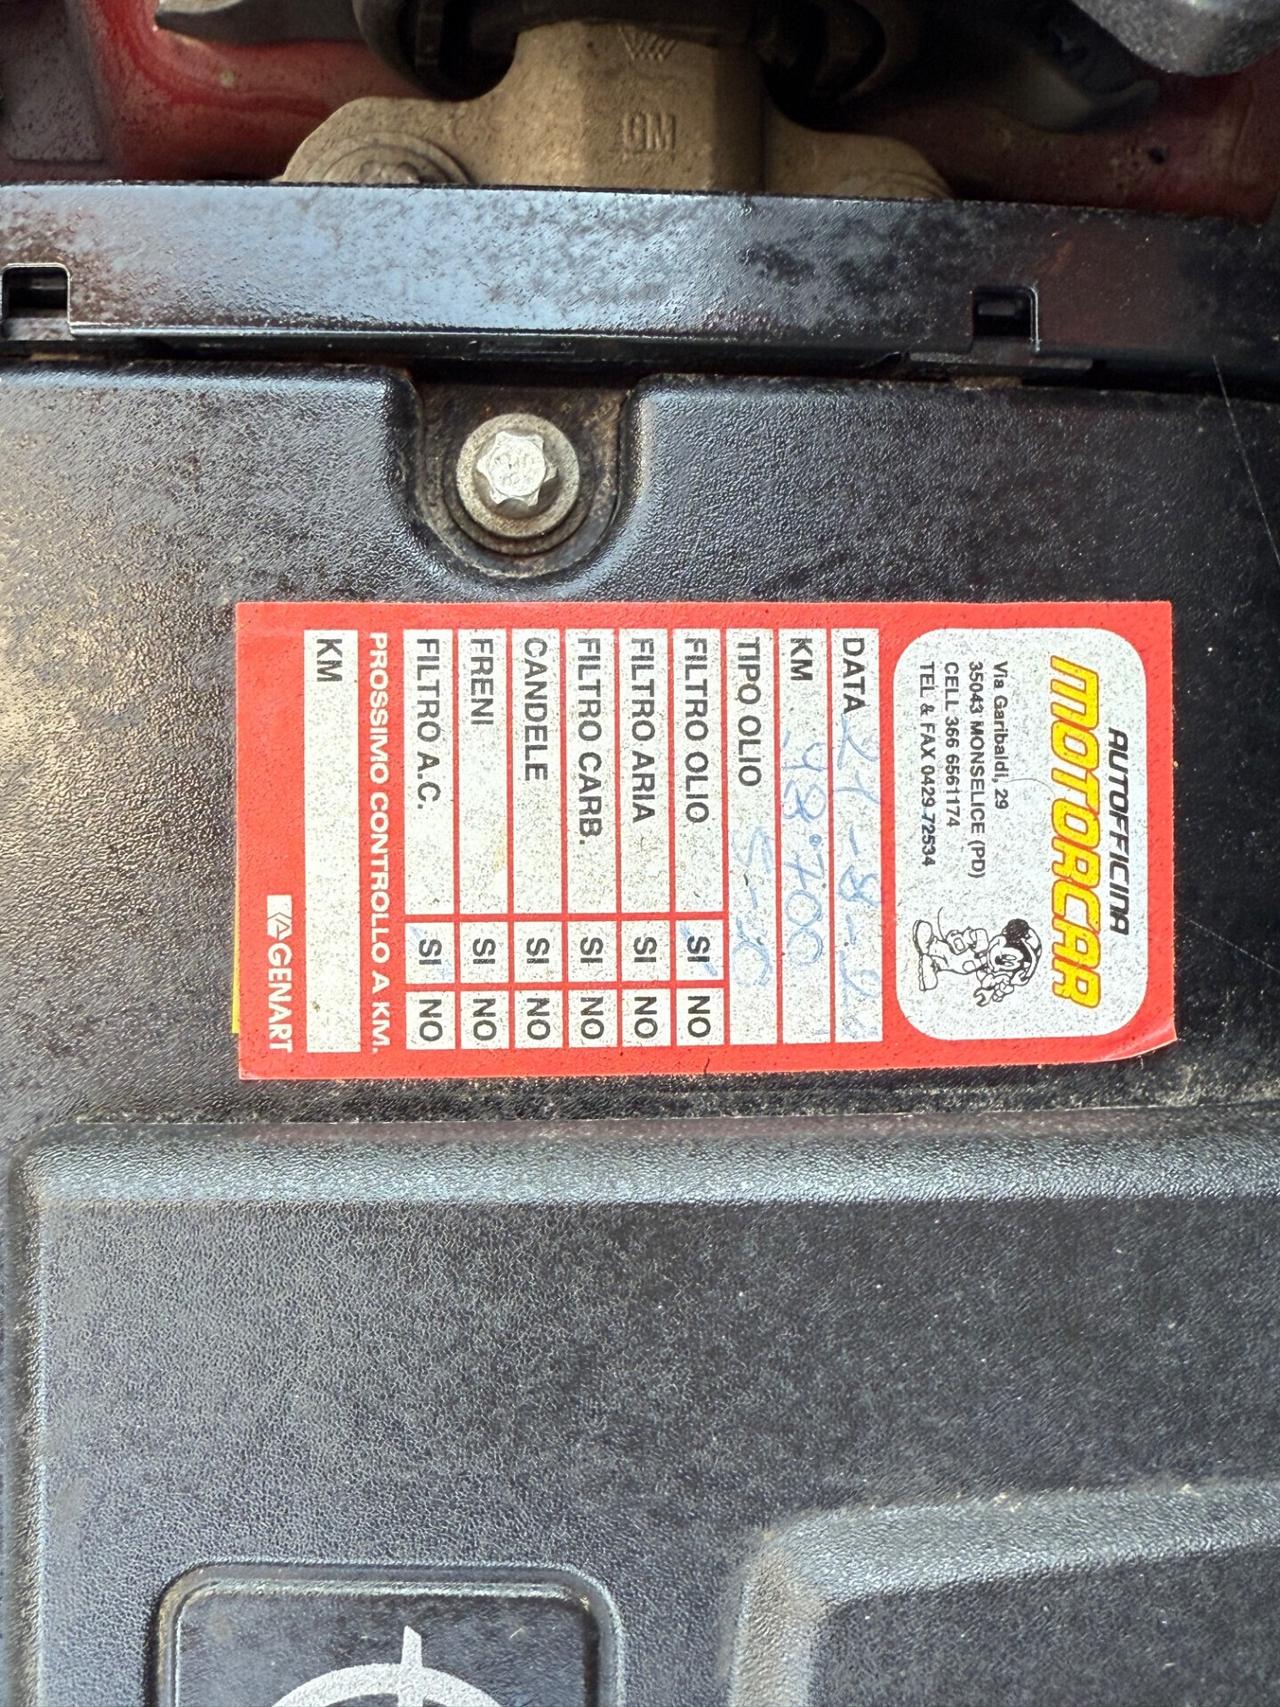 GM
AUTOFFICINA
MOTORCAR
Via Garibaldi, 29
35043 MONSELICE (PD)
CELL 366 6561174
TEL & FAX 0429 72534
DATA
KM 98.700
TIPO OLIO
FILTRO OLIO SI NO
FILTRO ARIA SI NO
FILTRO CARB. SI NO
CANDELE SI NO
FRENI SI NO
FILTRO A.C. SI NO
PROSSIMO CONTROLLO A KM.
KM
GENART